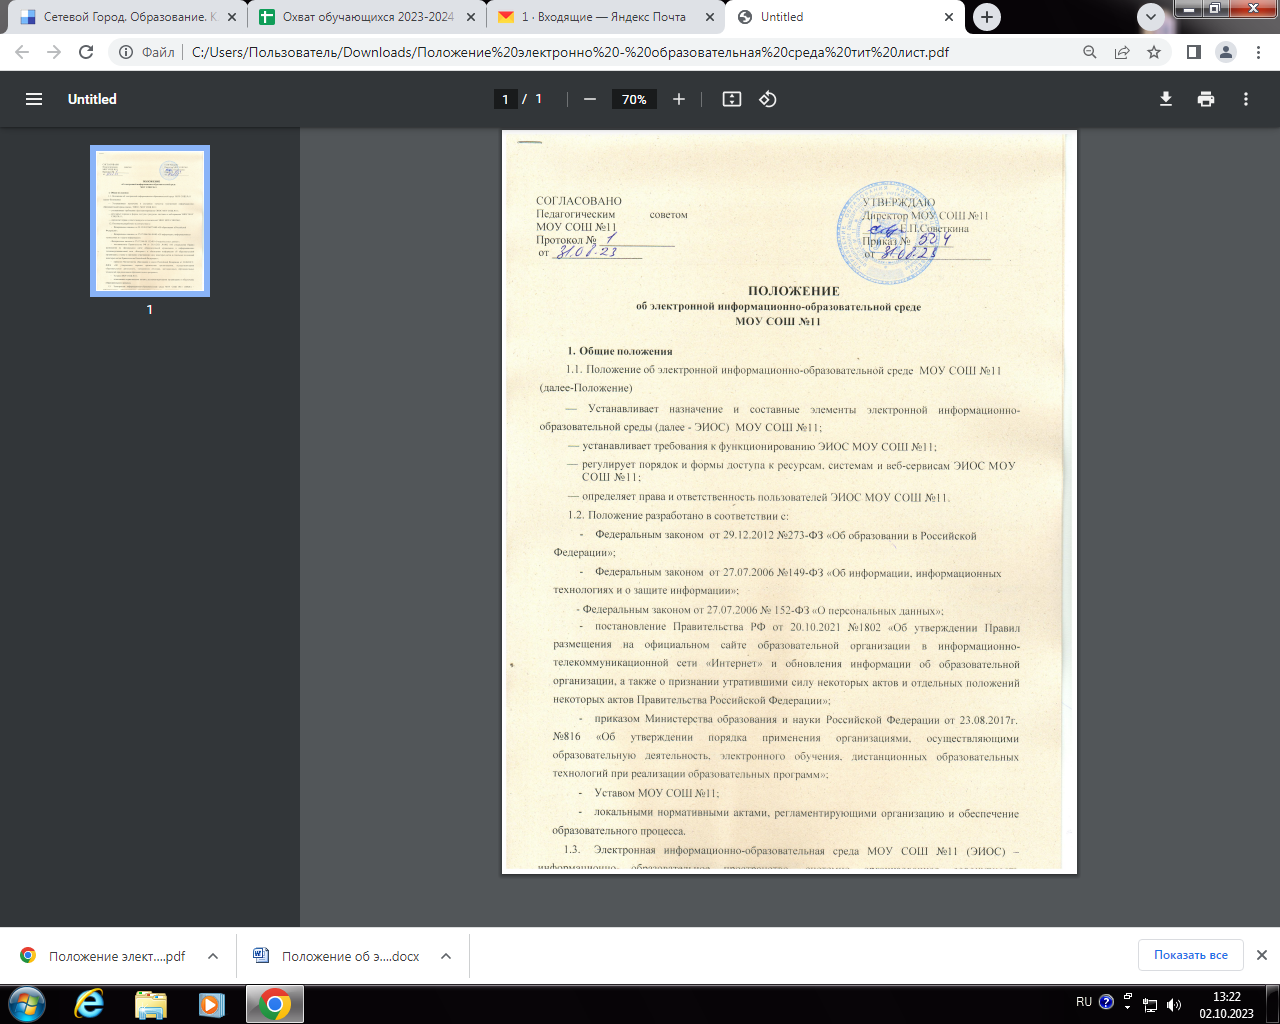 Сетевой Город. Образование. К
Охват обучающихся 2023-2024
1 · Входящие — Яндекс Почта
Untitled
Файл
C:/Users/Пользователь/Downloads/Положение%20электронно%20-%20образовательная%20среда%20тит%20лист.pdf
Untitled
1 / 1
70%
1
СОГЛАСОВАНО
Педагогическим советом
МОУ СОШ №11
Протокол № 1
от 31.08.23
УТВЕРЖДАЮ
Директор МОУ СОШ №11
Е.П.Советкина
Приказ № 504
от 31.08.23
ПОЛОЖЕНИЕ
об электронной информационно-образовательной среде
МОУ СОШ №11
1. Общие положения
1.1. Положение об электронной информационно-образовательной среде МОУ СОШ №11
(далее-Положение)
— Устанавливает назначение и составные элементы электронной информационно-
образовательной среды (далее - ЭИОС) МОУ СОШ №11;
— устанавливает требования к функционированию ЭИОС МОУ СОШ №11;
— регулирует порядок и формы доступа к ресурсам, системам и веб-сервисам ЭИОС МОУ
СОШ №11;
— определяет права и ответственность пользователей ЭИОС МОУ СОШ №11.
1.2. Положение разработано в соответствии с:
- Федеральным законом от 29.12.2012 №273-ФЗ «Об образовании в Российской
Федерации»;
- Федеральным законом от 27.07.2006 №149-ФЗ «Об информации, информационных
технологиях и о защите информации»;
- Федеральным законом от 27.07.2006 № 152-ФЗ «О персональных данных»;
- постановление Правительства РФ от 20.10.2021 №1802 «Об утверждении Правил
размещения на официальном сайте образовательной организации в информационно-
телекоммуникационной сети «Интернет» и обновления информации об образовательной
организации, а также о признании утратившими силу некоторых актов и отдельных положений
некоторых актов Правительства Российской Федерации»;
- приказом Министерства образования и науки Российской Федерации от 23.08.2017г.
№816 «Об утверждении порядка применения организациями, осуществляющими
образовательную деятельность, электронного обучения, дистанционных образовательных
технологий при реализации образовательных программ»;
- Уставом МОУ СОШ №11;
- локальными нормативными актами, регламентирующими организацию и обеспечение
образовательного процесса.
1.3. Электронная информационно-образовательная среда МОУ СОШ №11 (ЭИОС) –
Положение элект....pdf
Положение об э....docx
Показать все
RU
13:22
02.10.2023